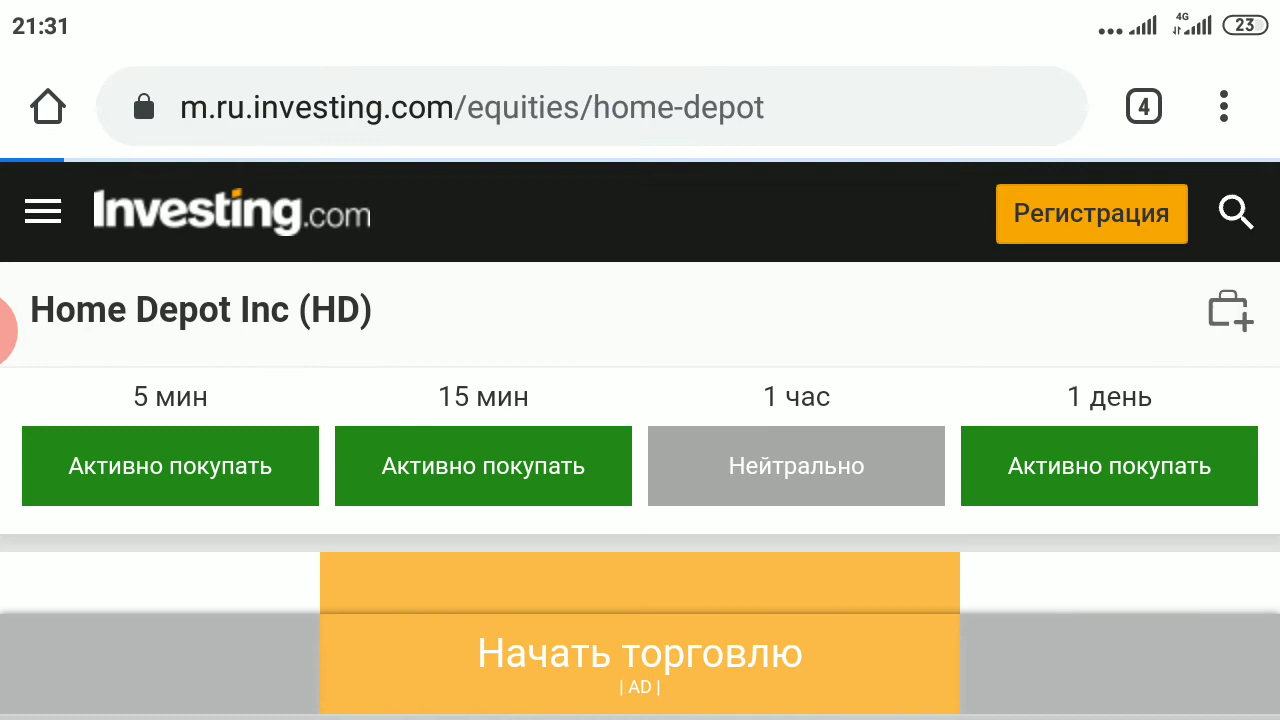 21:31
4G
23
m.ru.investing.com/equities/home-depot
4
Investing.com
Регистрация
Home Depot Inc (HD)
5 мин
15 мин
1 час
1 день
Активно покупать
Активно покупать
Нейтрально
Активно покупать
Начать торговлю
| AD |